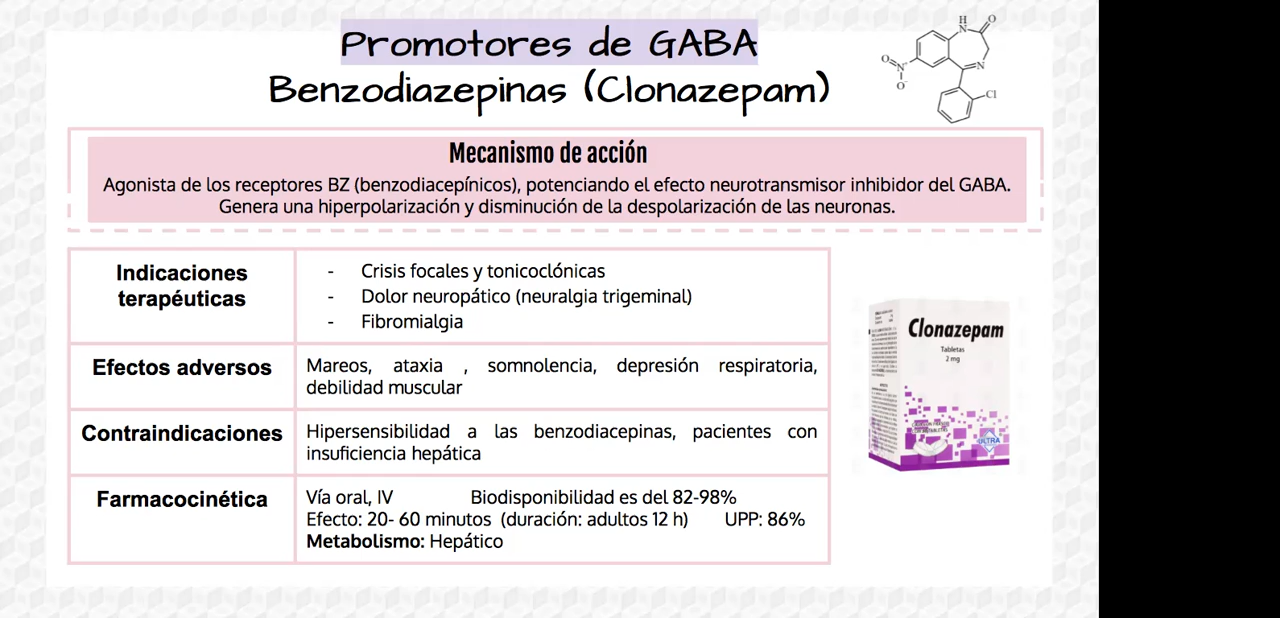 Promotores de GABA
Benzodiazepinas (Clonazepam)
H
N
O
O
N+
O-
N
Cl
Mecanismo de acción
Agonista de los receptores BZ (benzodiacepínicos), potenciando el efecto neurotransmisor inhibidor del GABA.
Genera una hiperpolarización y disminución de la despolarización de las neuronas.
Indicaciones
terapéuticas
- Crisis focales y tonicoclónicas
- Dolor neuropático (neuralgia trigeminal)
- Fibromialgia
Efectos adversos
Mareos, ataxia , somnolencia, depresión respiratoria,
debilidad muscular
Contraindicaciones
Hipersensibilidad a las benzodiacepinas, pacientes con
insuficiencia hepática
Farmacocinética
Vía oral, IV Biodisponibilidad es del 82-98%
Efecto: 20- 60 minutos (duración: adultos 12 h) UPP: 86%
Metabolismo: Hepático
Clonazepam
Tabletas
2 mg
ULTRA